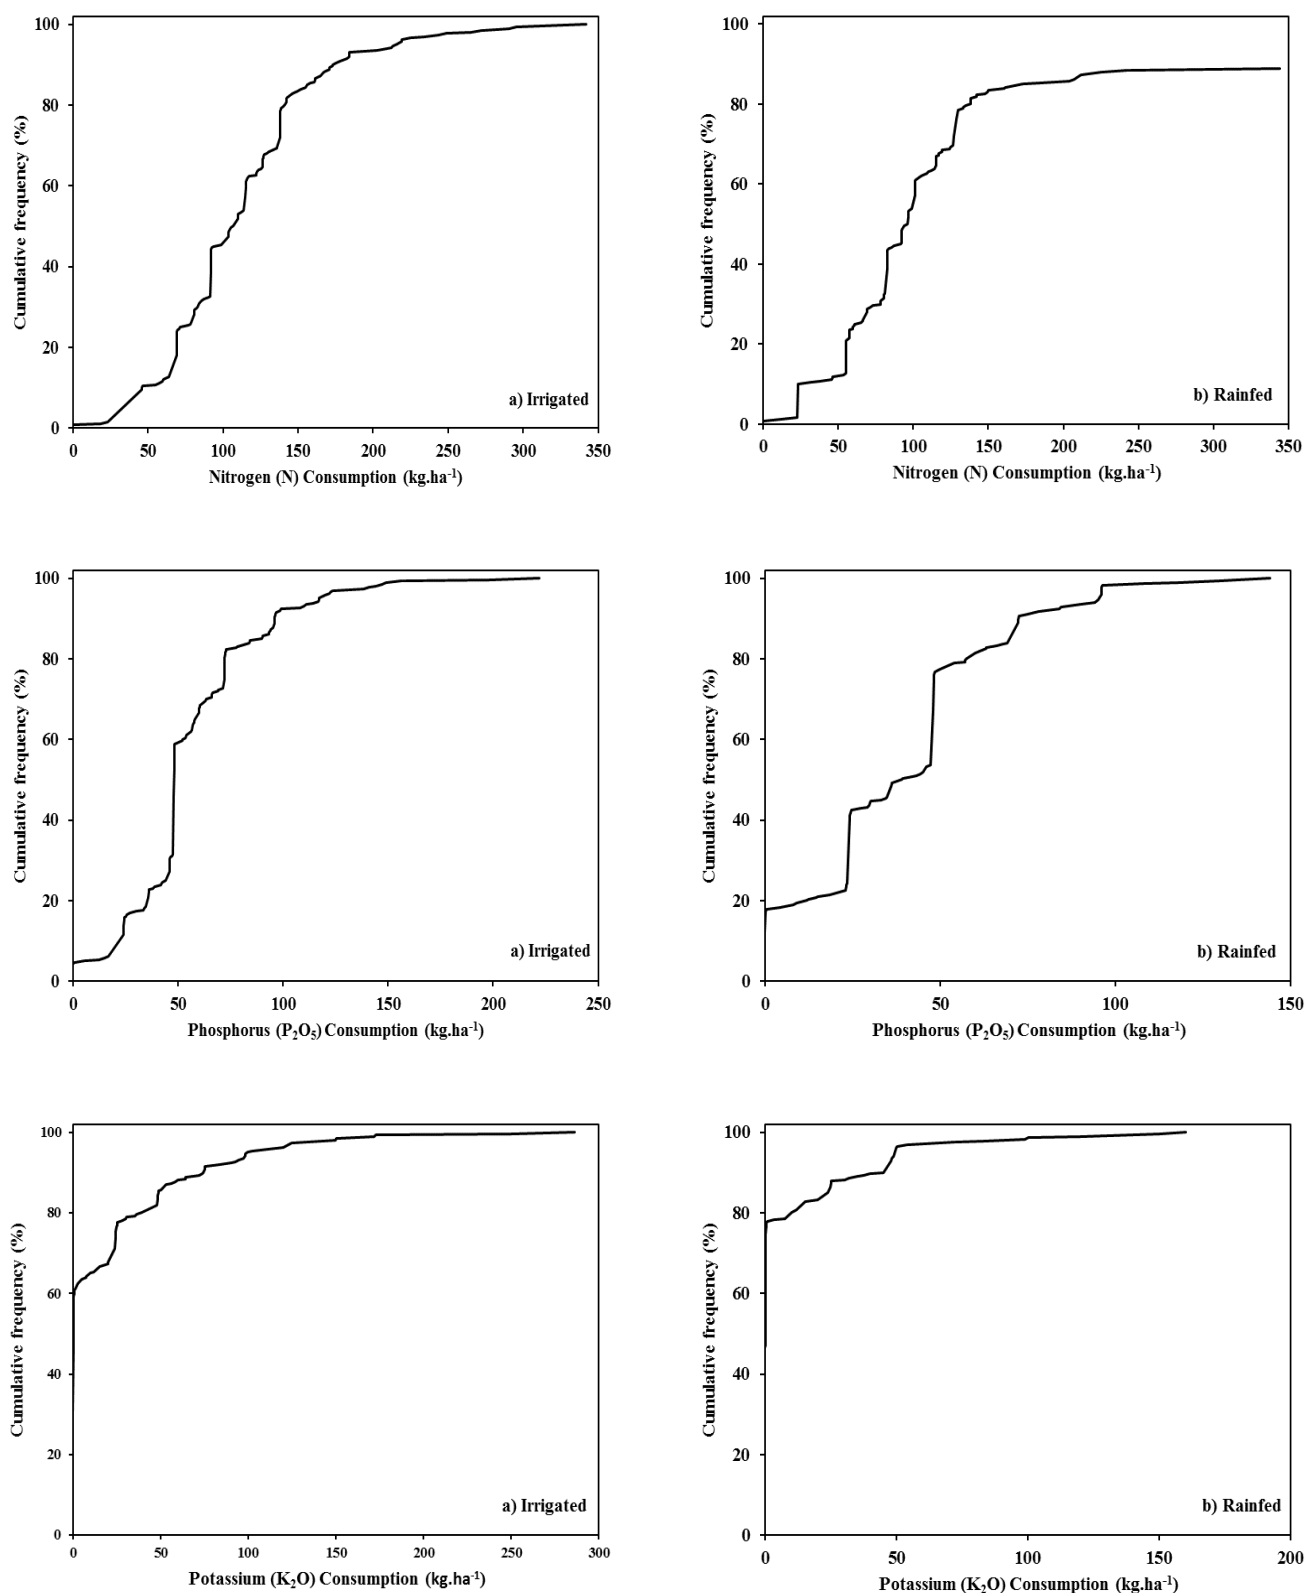 Cumulative frequency (%)
100
80
60
40
20
0
a) Irrigated
0 50 100 150 200 250 300 350
Nitrogen (N) Consumption (kg.ha⁻¹)
Cumulative frequency (%)
100
80
60
40
20
0
b) Rainfed
0 50 100 150 200 250 300 350
Nitrogen (N) Consumption (kg.ha⁻¹)
Cumulative frequency (%)
100
80
60
40
20
0
a) Irrigated
0 50 100 150 200 250
Phosphorus (P₂O₅) Consumption (kg.ha⁻¹)
Cumulative frequency (%)
100
80
60
40
20
0
b) Rainfed
0 50 100 150
Phosphorus (P₂O₅) Consumption (kg.ha⁻¹)
Cumulative frequency (%)
100
80
60
40
20
0
a) Irrigated
0 50 100 150 200 250 300
Potassium (K₂O) Consumption (kg.ha⁻¹)
Cumulative frequency (%)
100
80
60
40
20
0
b) Rainfed
0 50 100 150 200
Potassium (K₂O) Consumption (kg.ha⁻¹)